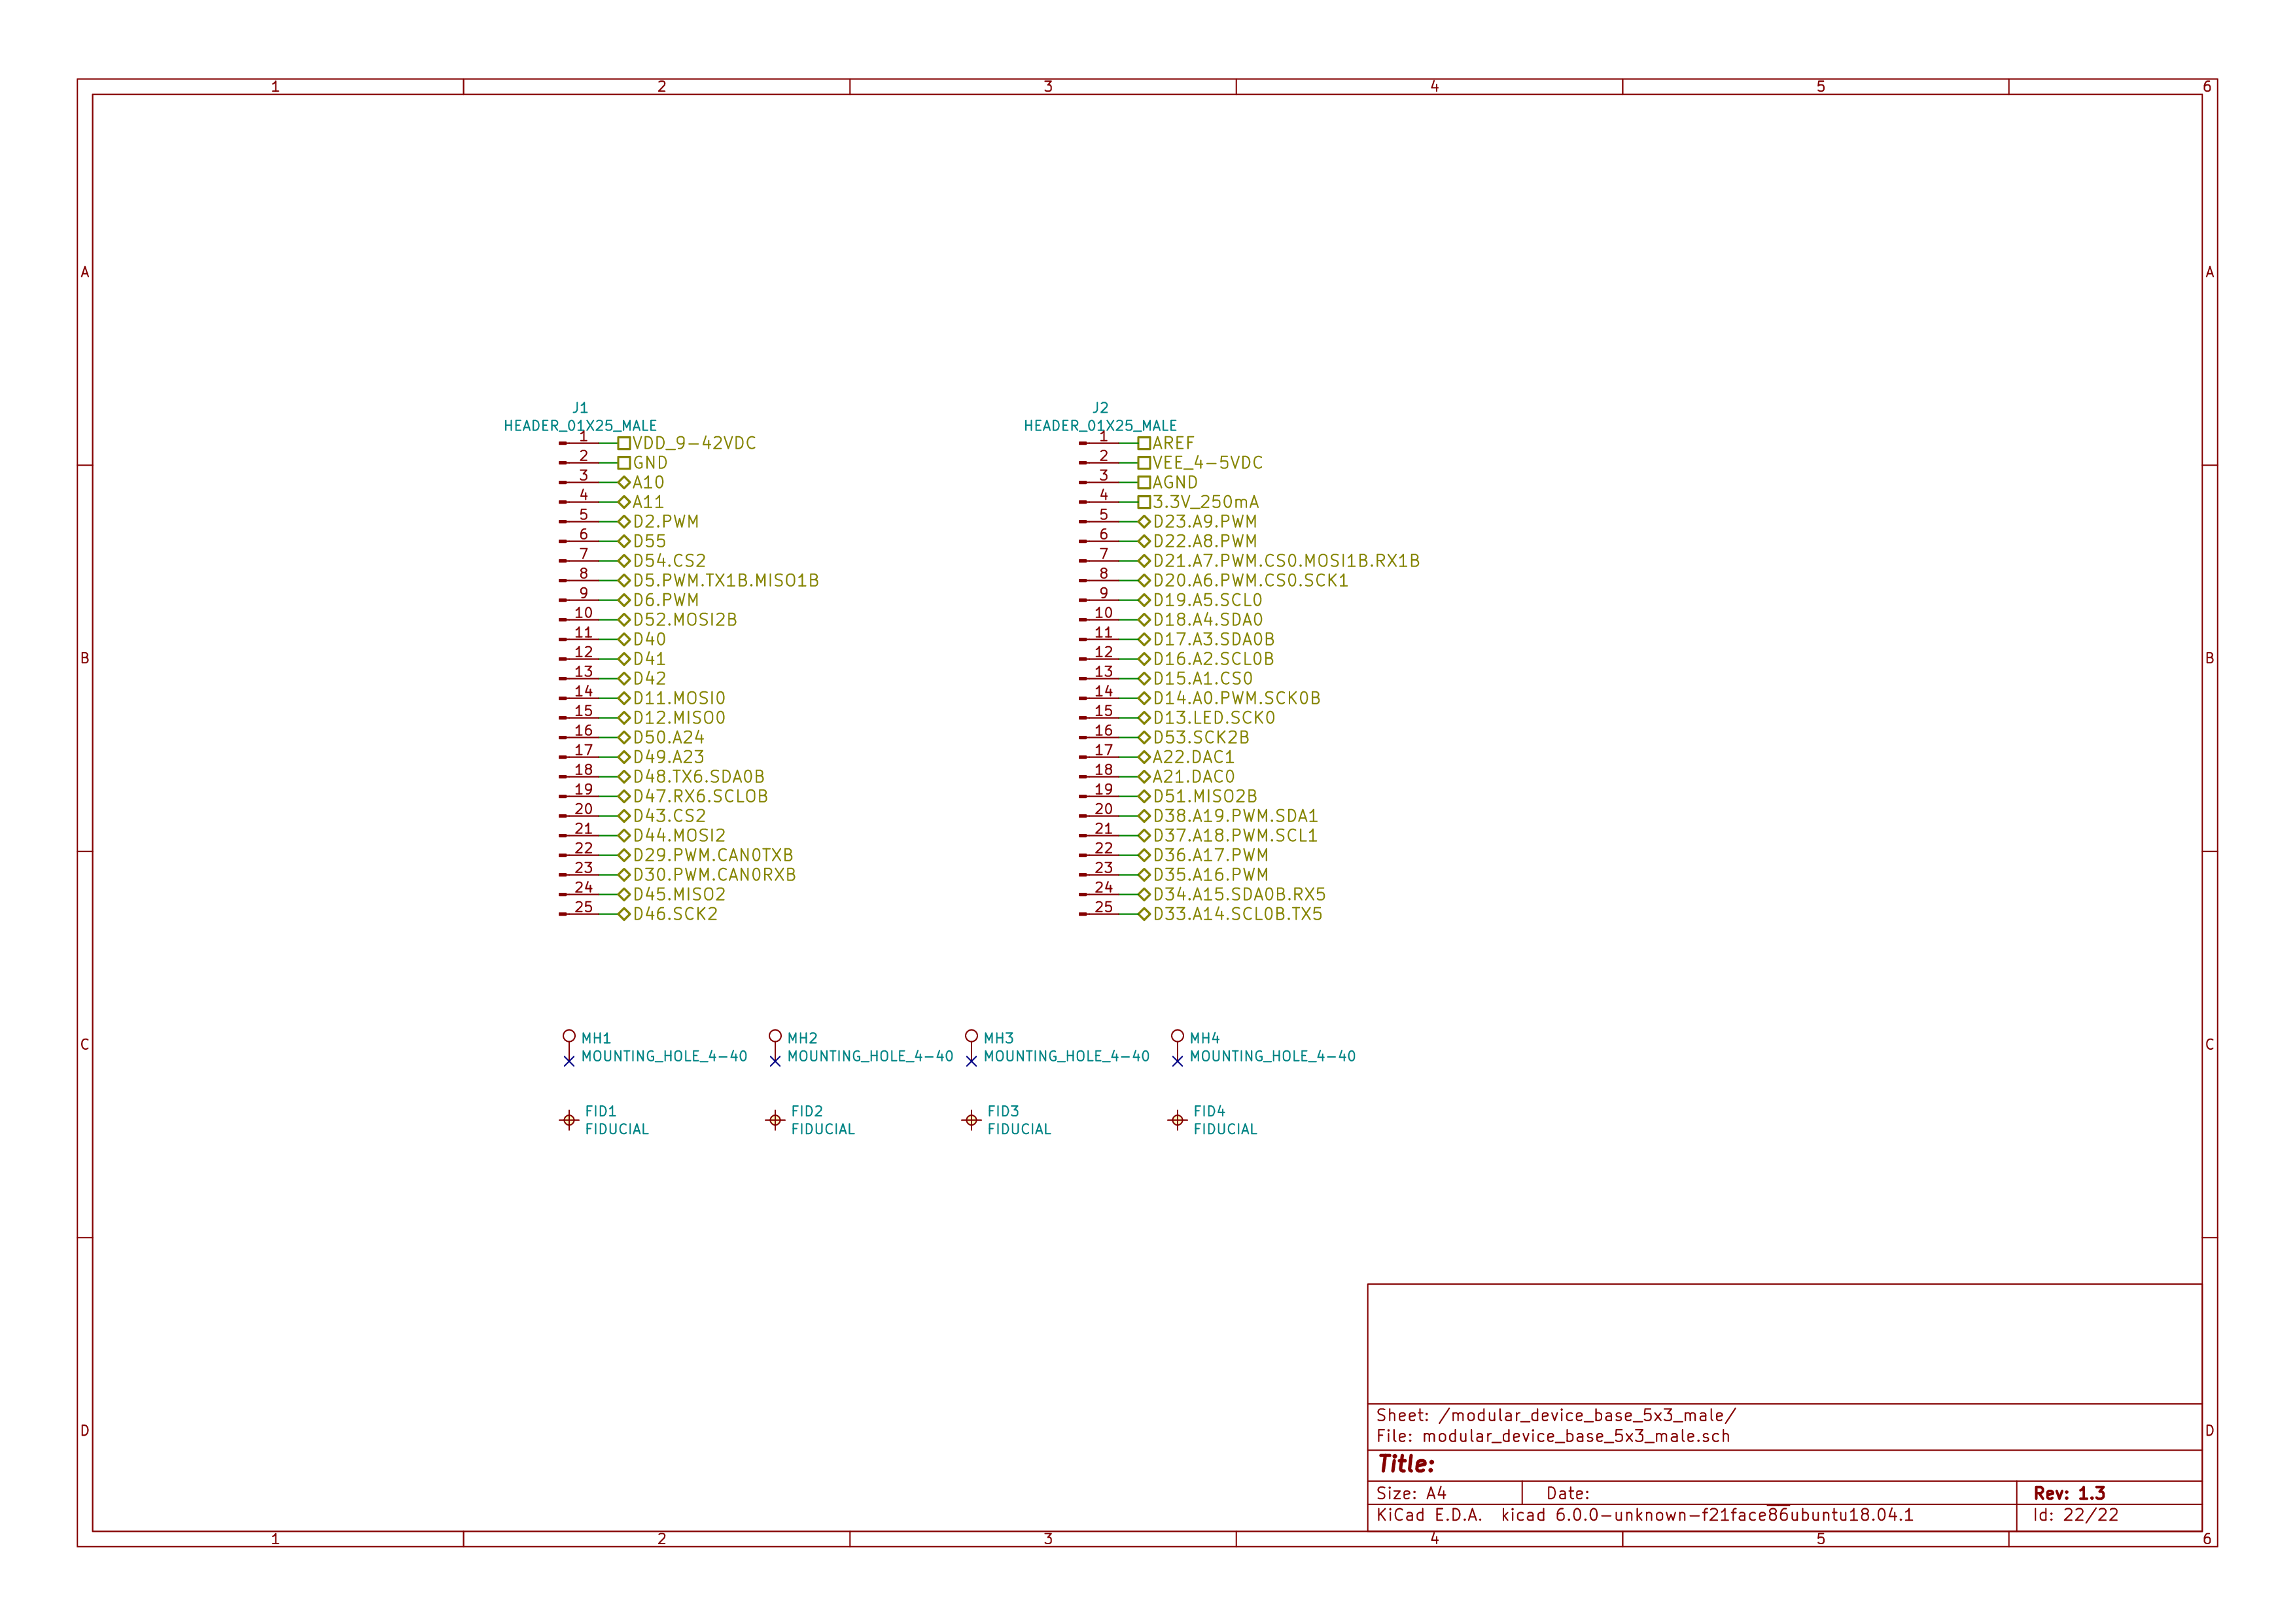 1 2 3 4 5 6
A A
B B
C C
D D
J1
HEADER_01X25_MALE
1 VDD_9-42VDC
2 GND
3 A10
4 A11
5 D2.PWM
6 D55
7 D54.CS2
8 D5.PWM.TX1B.MISO1B
9 D6.PWM
10 D52.MOSI2B
11 D40
12 D41
13 D42
14 D11.MOSI0
15 D12.MISO0
16 D50.A24
17 D49.A23
18 D48.TX6.SDA0B
19 D47.RX6.SCLOB
20 D43.CS2
21 D44.MOSI2
22 D29.PWM.CAN0TXB
23 D30.PWM.CAN0RXB
24 D45.MISO2
25 D46.SCK2
J2
HEADER_01X25_MALE
1 AREF
2 VEE_4-5VDC
3 AGND
4 3.3V_250mA
5 D23.A9.PWM
6 D22.A8.PWM
7 D21.A7.PWM.CS0.MOSI1B.RX1B
8 D20.A6.PWM.CS0.SCK1
9 D19.A5.SCL0
10 D18.A4.SDA0
11 D17.A3.SDA0B
12 D16.A2.SCL0B
13 D15.A1.CS0
14 D14.A0.PWM.SCK0B
15 D13.LED.SCK0
16 D53.SCK2B
17 A22.DAC1
18 A21.DAC0
19 D51.MISO2B
20 D38.A19.PWM.SDA1
21 D37.A18.PWM.SCL1
22 D36.A17.PWM
23 D35.A16.PWM
24 D34.A15.SDA0B.RX5
25 D33.A14.SCL0B.TX5
MH1
MOUNTING_HOLE_4-40
MH2
MOUNTING_HOLE_4-40
MH3
MOUNTING_HOLE_4-40
MH4
MOUNTING_HOLE_4-40
FID1
FIDUCIAL
FID2
FIDUCIAL
FID3
FIDUCIAL
FID4
FIDUCIAL
Sheet: /modular_device_base_5x3_male/
File: modular_device_base_5x3_male.sch
Title:
Size: A4 Date: Rev: 1.3
KiCad E.D.A. kicad 6.0.0-unknown-f21face86ubuntu18.04.1 Id: 22/22
1 2 3 4 5 6